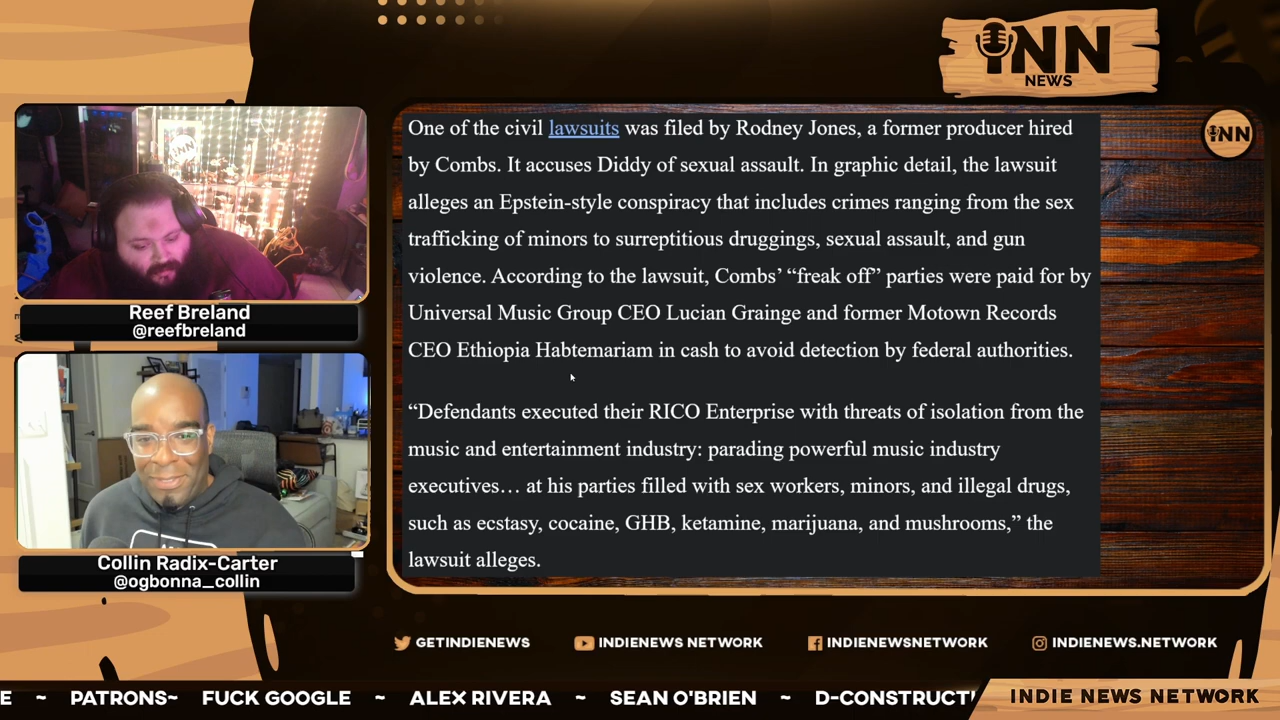 INN
NEWS
INN
One of the civil lawsuits was filed by Rodney Jones, a former producer hired
by Combs. It accuses Diddy of sexual assault. In graphic detail, the lawsuit
alleges an Epstein-style conspiracy that includes crimes ranging from the sex
trafficking of minors to surreptitious druggings, sexual assault, and gun
violence. According to the lawsuit, Combs’ “freak off” parties were paid for by
Universal Music Group CEO Lucian Grainge and former Motown Records
CEO Ethiopia Habtemariam in cash to avoid detection by federal authorities.
“Defendants executed their RICO Enterprise with threats of isolation from the
music and entertainment industry: parading powerful music industry
executives… at his parties filled with sex workers, minors, and illegal drugs,
such as ecstasy, cocaine, GHB, ketamine, marijuana, and mushrooms,” the
lawsuit alleges.
Reef Breland
@reefbreland
Collin Radix-Carter
@ogbonna_collin
GETINDIENEWS
INDIENEWS NETWORK
INDIENEWSNETWORK
INDIENEWS.NETWORK
E ~ PATRONS~ FUCK GOOGLE ~ ALEX RIVERA ~ SEAN O'BRIEN ~ D-CONSTRUCTI
INDIE NEWS NETWORK